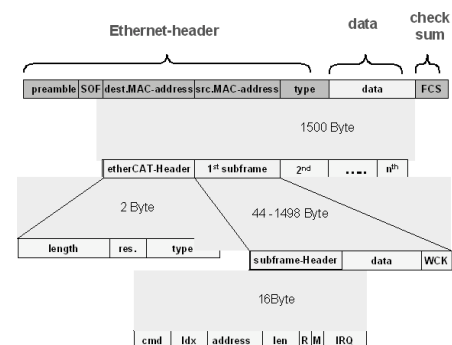 Ethernet-header data check
sum
preamble SOF dest.MAC-address src.MAC-address type data FCS
1500 Byte
etherCAT-Header 1st subframe 2nd ..... nth
2 Byte 44 - 1498 Byte
length res. type
subframe-Header data WCK
16Byte
cmd Idx address len R M IRQ